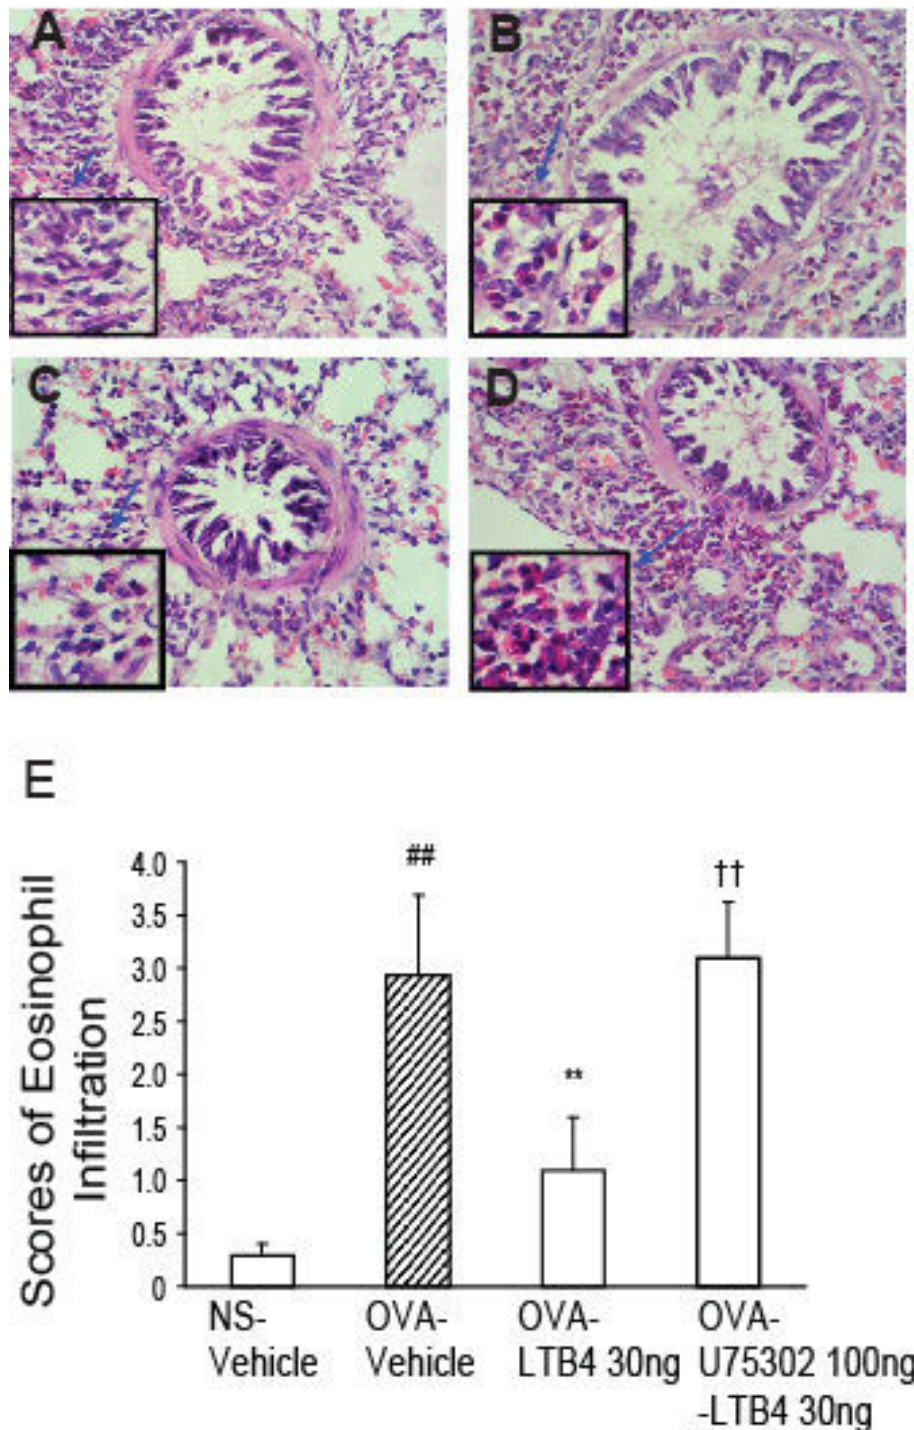 A
B
C
D
E
Scores of Eosinophil
Infiltration
4.0
3.5
3.0
2.5
2.0
1.5
1.0
0.5
0
##
**
††
NS-
Vehicle
OVA-
Vehicle
OVA-
LTB4 30ng
OVA-
U75302 100ng
-LTB4 30ng